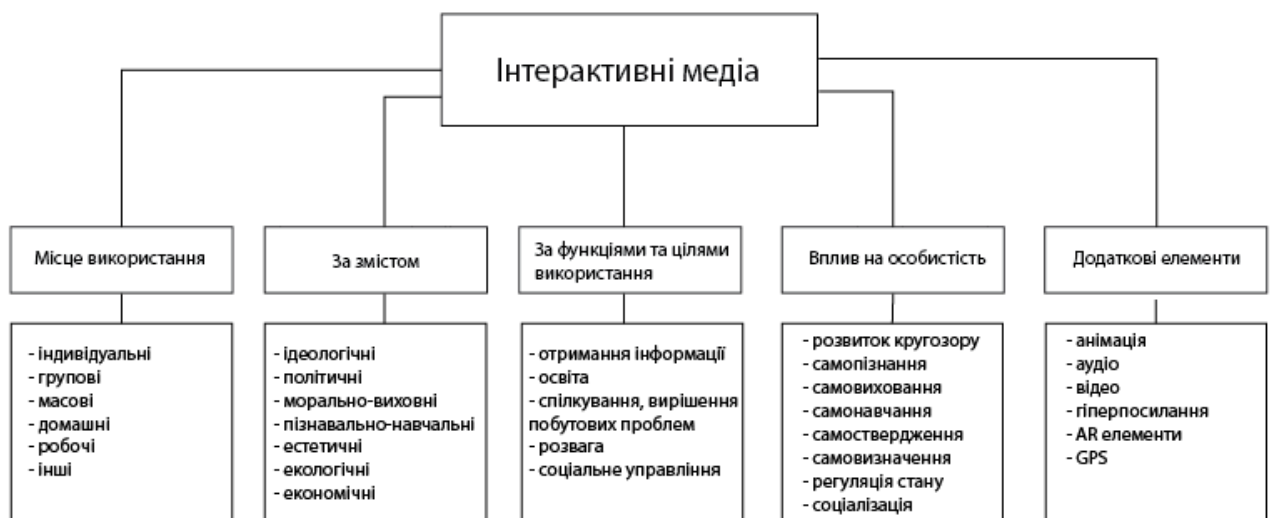 Інтерактивні медіа
Місце використання
За змістом
За функціями та цілями
використання
Вплив на особистість
Додаткові елементи
- індивідуальні
- групові
- масові
- домашні
- робочі
- інші
- ідеологічні
- політичні
- морально-виховні
- пізнавально-навчальні
- естетичні
- екологічні
- економічні
- отримання інформації
- освіта
- спілкування, вирішення
побутових проблем
- розвага
- соціальне управління
- розвиток кругозору
- самопізнання
- самовиховання
- самонавчання
- самоствердження
- самовизначення
- регуляція стану
- соціалізація
- анімація
- аудіо
- відео
- гіперпосилання
- AR елементи
- GPS